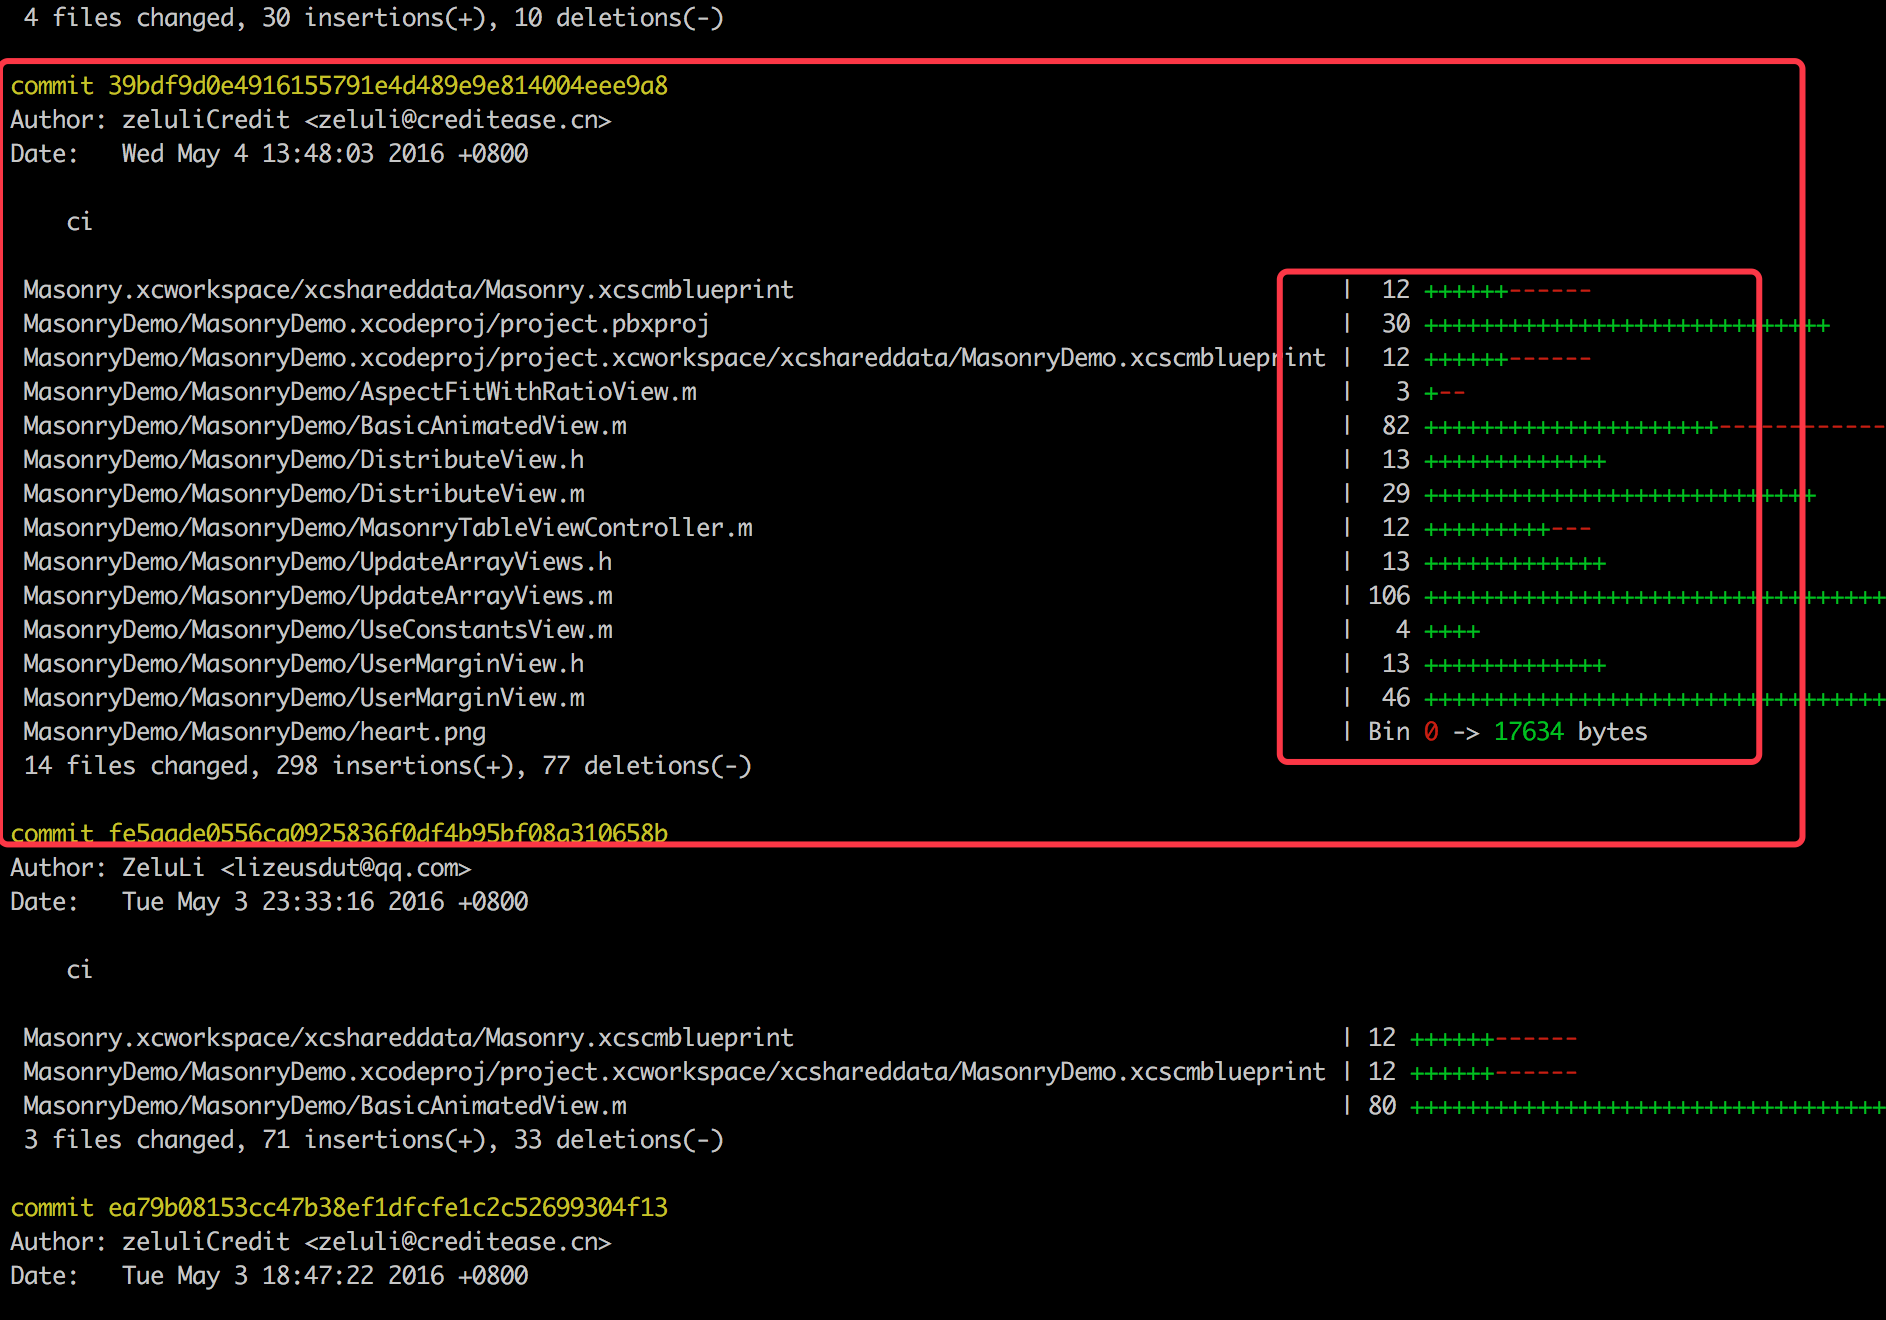 4 files changed, 30 insertions(+), 10 deletions(-)
commit 39bdf9d0e4916155791e4d489e9e814004eee9a8
Author: zeluliCredit <zeluli@creditease.cn>
Date:   Wed May 4 13:48:03 2016 +0800
ci
Masonry.xcworkspace/xcshareddata/Masonry.xcscmblueprint | 12 ++++++------
MasonryDemo/MasonryDemo.xcodeproj/project.pbxproj | 30 +++++++++++++++++++++++++++++
MasonryDemo/MasonryDemo.xcodeproj/project.xcworkspace/xcshareddata/MasonryDemo.xcscmblueprint | 12 ++++++------
MasonryDemo/MasonryDemo/AspectFitWithRatioView.m | 3 +--
MasonryDemo/MasonryDemo/BasicAnimatedView.m | 82 +++++++++++++++++++++------------
MasonryDemo/MasonryDemo/DistributeView.h | 13 +++++++++++++
MasonryDemo/MasonryDemo/DistributeView.m | 29 ++++++++++++++++++++++++++++
MasonryDemo/MasonryDemo/MasonryTableViewController.m | 12 +++++++++---
MasonryDemo/MasonryDemo/UpdateArrayViews.h | 13 +++++++++++++
MasonryDemo/MasonryDemo/UpdateArrayViews.m | 106 +++++++++++++++++++++++++++++++++
MasonryDemo/MasonryDemo/UseConstantsView.m | 4 ++++
MasonryDemo/MasonryDemo/UserMarginView.h | 13 +++++++++++++
MasonryDemo/MasonryDemo/UserMarginView.m | 46 +++++++++++++++++++++++++++++++++
MasonryDemo/MasonryDemo/heart.png | Bin 0 -> 17634 bytes
14 files changed, 298 insertions(+), 77 deletions(-)
commit fe5aade0556ca0925836f0df4b95bf08a310658b
Author: ZeluLi <lizeusdut@qq.com>
Date:   Tue May 3 23:33:16 2016 +0800
ci
Masonry.xcworkspace/xcshareddata/Masonry.xcscmblueprint | 12 ++++++------
MasonryDemo/MasonryDemo.xcodeproj/project.xcworkspace/xcshareddata/MasonryDemo.xcscmblueprint | 12 ++++++------
MasonryDemo/MasonryDemo/BasicAnimatedView.m | 80 ++++++++++++++++++++++++++++++++++
3 files changed, 71 insertions(+), 33 deletions(-)
commit ea79b08153cc47b38ef1dfcfe1c2c52699304f13
Author: zeluliCredit <zeluli@creditease.cn>
Date:   Tue May 3 18:47:22 2016 +0800